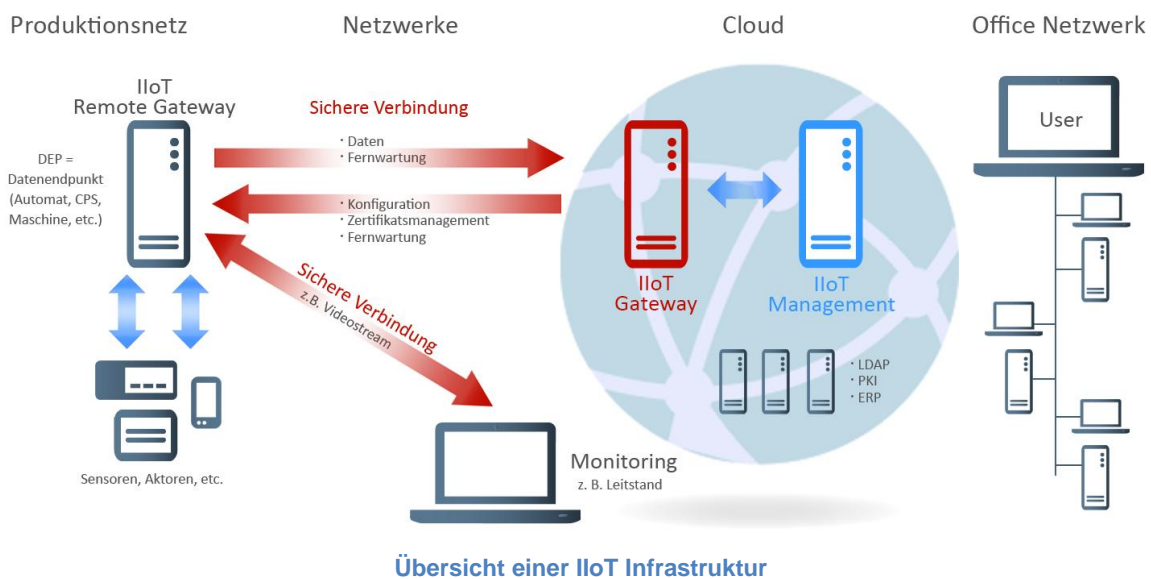 Produktionsnetz
Netzwerke
Cloud
Office Netzwerk
IIoT
Remote Gateway
DEP =
Datenendpunkt
(Automat, CPS,
Maschine, etc.)
Sichere Verbindung
· Daten
· Fernwartung
· Konfiguration
· Zertifikatsmanagement
· Fernwartung
Sichere Verbindung
z.B. Videostream
IIoT
Gateway
IIoT
Management
· LDAP
· PKI
· ERP
User
Sensoren, Aktoren, etc.
Monitoring
z. B. Leitstand
Übersicht einer IIoT Infrastruktur